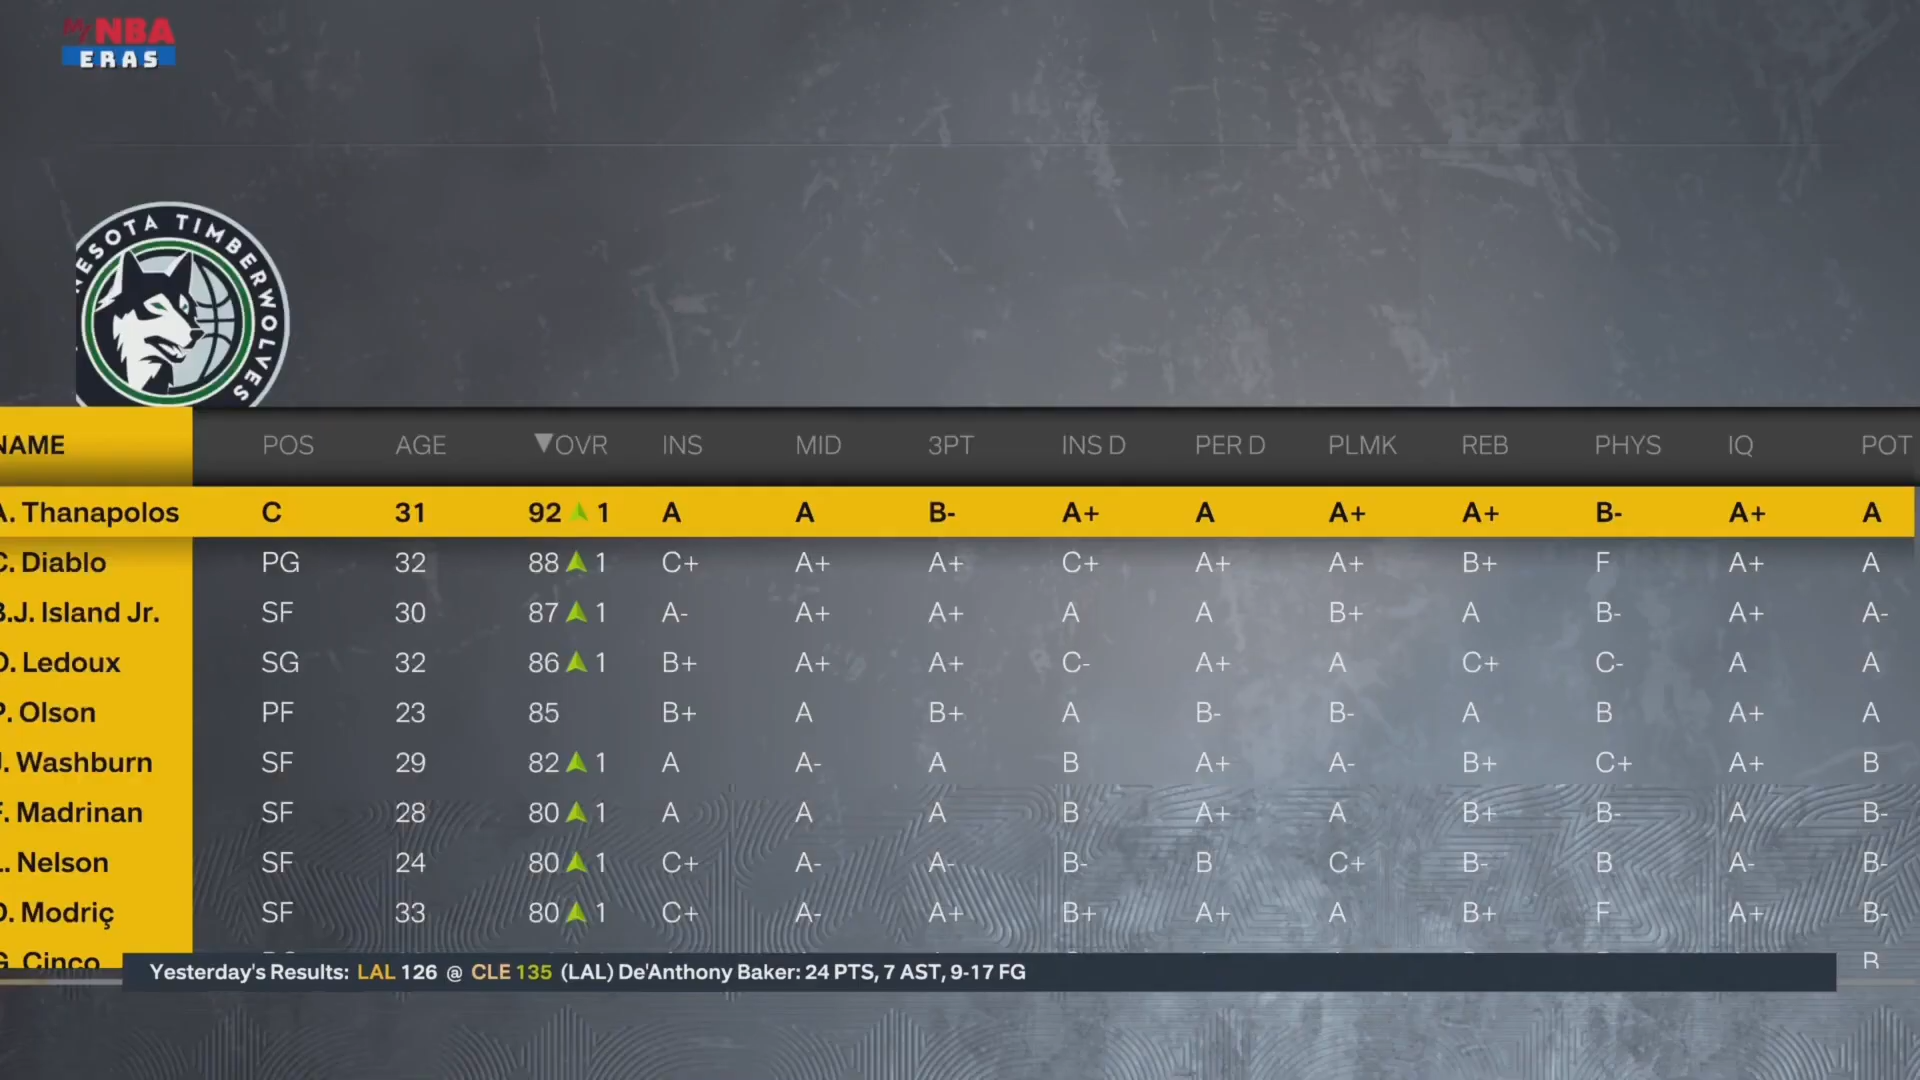 My NBA
ERAS
NESOTA TIMBERWOLVES
NAME POS AGE ▼OVR INS MID 3PT INS D PER D PLMK REB PHYS IQ POT
A. Thanapolos C 31 92 ▲ 1 A A B- A+ A A+ A+ B- A+ A
C. Diablo PG 32 88 ▲ 1 C+ A+ A+ C+ A+ A+ B+ F A+ A
B.J. Island Jr. SF 30 87 ▲ 1 A- A+ A+ A A B+ A B- A+ A-
D. Ledoux SG 32 86 ▲ 1 B+ A+ A+ C- A+ A C+ C- A A
P. Olson PF 23 85 B+ A B+ A B- B- A B A+ A
J. Washburn SF 29 82 ▲ 1 A A- A B A+ A- B+ C+ A+ B
F. Madrinan SF 28 80 ▲ 1 A A A B A+ A B+ B- A B-
L. Nelson SF 24 80 ▲ 1 C+ A- A- B- B C+ B- B A- B-
D. Modriç SF 33 80 ▲ 1 C+ A- A+ B+ A+ A B+ F A+ B-
G. Cinco B
Yesterday's Results: LAL 126 @ CLE 135 (LAL) De'Anthony Baker: 24 PTS, 7 AST, 9-17 FG